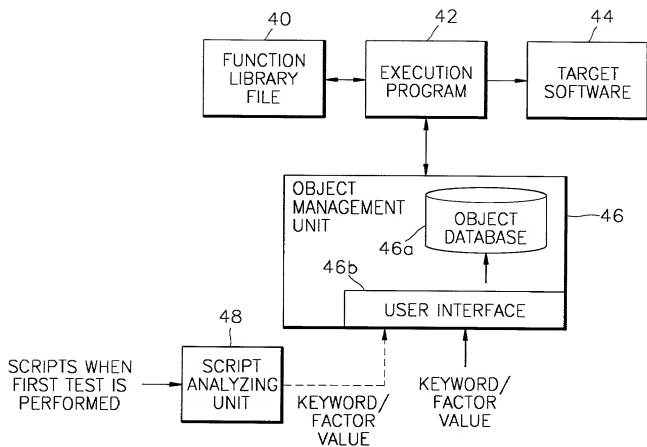 40
42
44
FUNCTION
LIBRARY
FILE
EXECUTION
PROGRAM
TARGET
SOFTWARE
OBJECT
MANAGEMENT
UNIT
46
46a
OBJECT
DATABASE
46b
USER INTERFACE
48
SCRIPTS WHEN
FIRST TEST IS
PERFORMED
SCRIPT
ANALYZING
UNIT
KEYWORD/
FACTOR
VALUE
KEYWORD/
FACTOR
VALUE